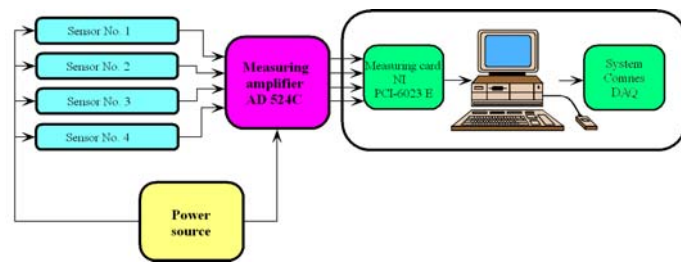 Sensor No. 1
Sensor No. 2
Sensor No. 3
Sensor No. 4
Measuring
amplifier
AD 524C
Measuring card
NI
PCI-6023 E
System
Comnes
DAQ
Power
source